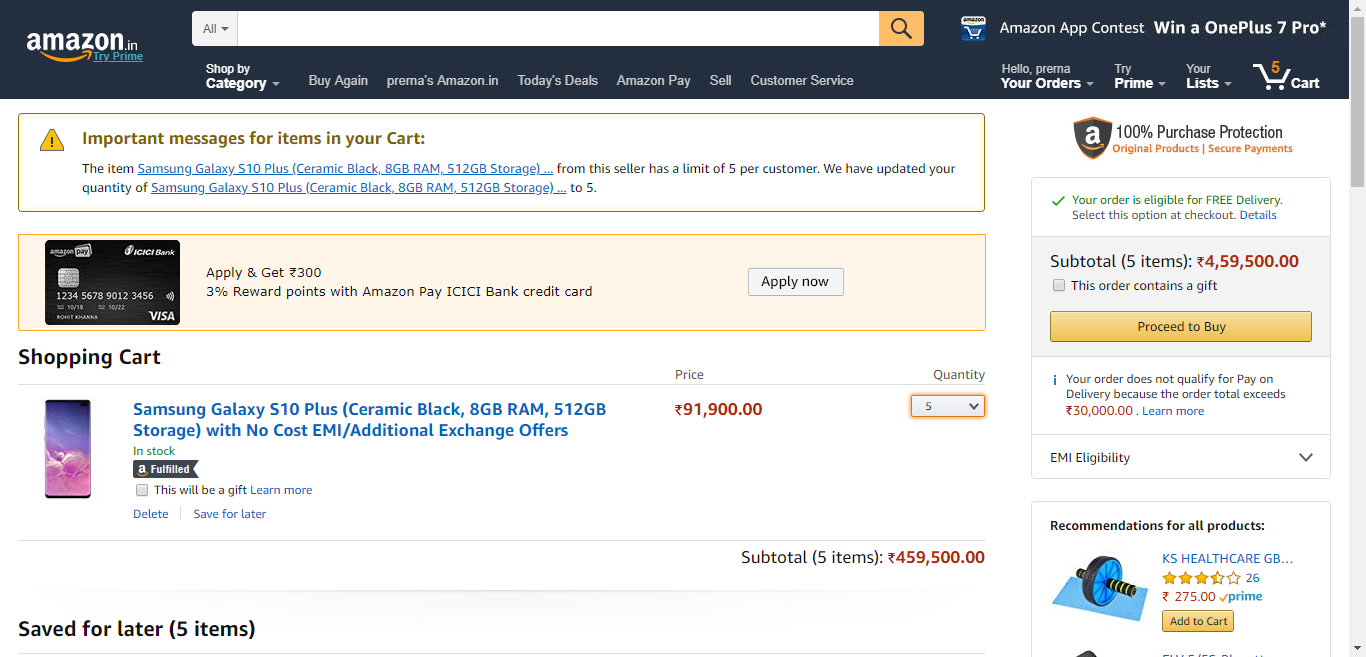 amazon.in
Try Prime
All
amazon
Amazon App Contest Win a OnePlus 7 Pro*
Shop by
Category
Buy Again
prerna's Amazon.in
Today's Deals
Amazon Pay
Sell
Customer Service
Hello, prerna
Your Orders
Try
Prime
Your
Lists
5
Cart
Important messages for items in your Cart:
The item Samsung Galaxy S10 Plus (Ceramic Black, 8GB RAM, 512GB Storage) ... from this seller has a limit of 5 per customer. We have updated your
quantity of Samsung Galaxy S10 Plus (Ceramic Black, 8GB RAM, 512GB Storage) ... to 5.
amazon pay
ICICI Bank
1234 5678 9012 3456
10/18 10/22
ROHIT KHANNA
VISA
Apply & Get ₹300
3% Reward points with Amazon Pay ICICI Bank credit card
Apply now
Shopping Cart
Price
Quantity
Samsung Galaxy S10 Plus (Ceramic Black, 8GB RAM, 512GB
Storage) with No Cost EMI/Additional Exchange Offers
₹91,900.00
5
In stock
a Fulfilled
This will be a gift Learn more
Delete
Save for later
Subtotal (5 items): ₹459,500.00
Saved for later (5 items)
a
100% Purchase Protection
Original Products | Secure Payments
Your order is eligible for FREE Delivery.
Select this option at checkout. Details
Subtotal (5 items): ₹4,59,500.00
This order contains a gift
Proceed to Buy
i Your order does not qualify for Pay on
Delivery because the order total exceeds
₹30,000.00 . Learn more
EMI Eligibility
Recommendations for all products:
KS HEALTHCARE GB…
26
₹ 275.00 prime
Add to Cart